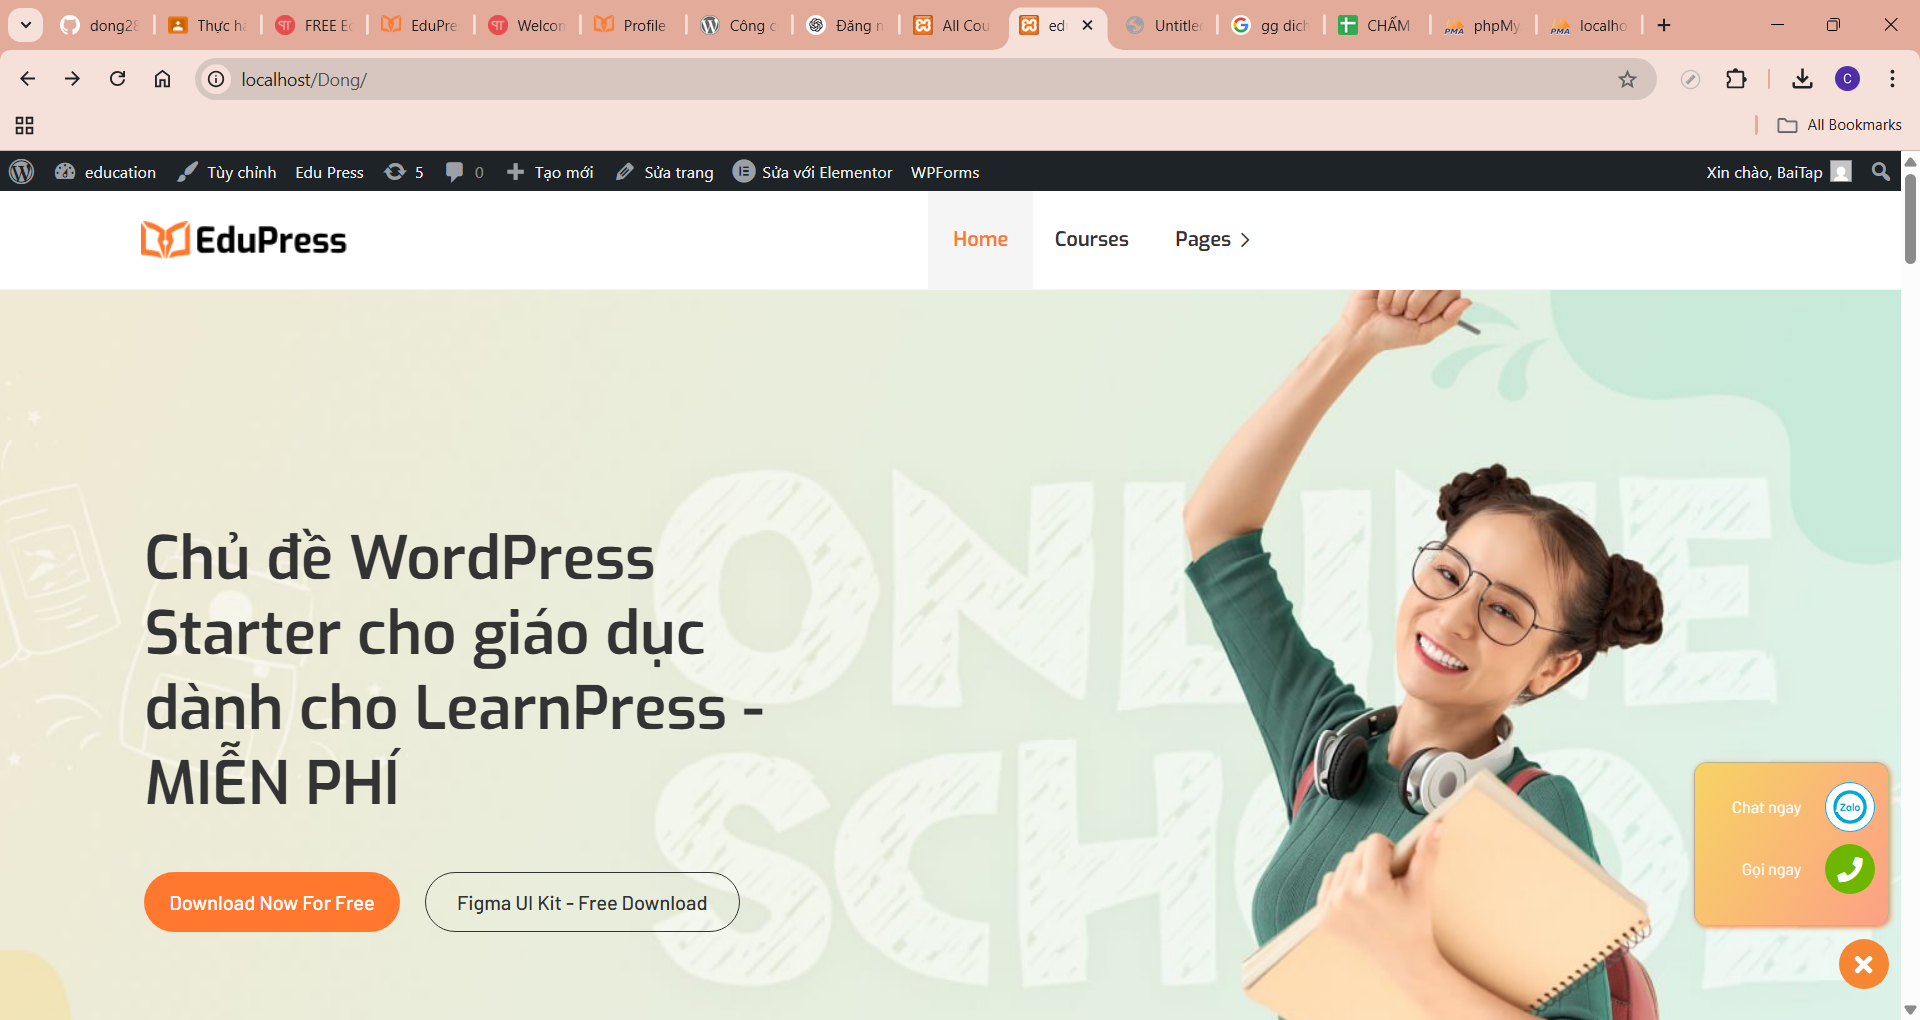 dong28
Thực hà
FREE Ec
EduPre
Welcon
Profile
Công c
Đăng n
All Cou
ed
Untitle
gg dich
CHẤM
phpMy
localho
localhost/Dong/
C
All Bookmarks
education
Tùy chỉnh
Edu Press
5
0
Tạo mới
Sửa trang
Sửa với Elementor
WPForms
Xin chào, BaiTap
EduPress
Home
Courses
Pages
ONLINE
SCHOOL
Chủ đề WordPress
Starter cho giáo dục
dành cho LearnPress -
MIỄN PHÍ
Download Now For Free
Figma UI Kit - Free Download
Chat ngay
Zalo
Gọi ngay